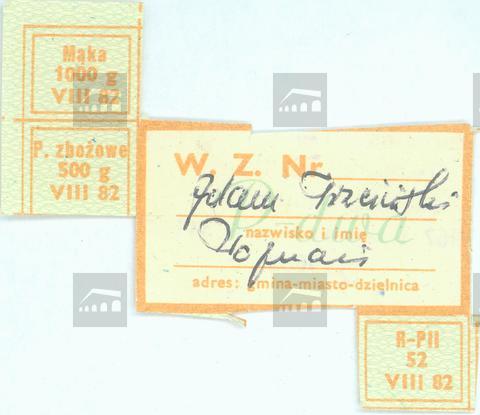 Mąka
1000 g
VIII 82
P. zbożowe
500 g
VIII 82
W. Z. Nr
Adam
P-dwa
nazwisko i imię
Poznań
adres: gmina-miasto-dzielnica
R-PII
52
VIII 82